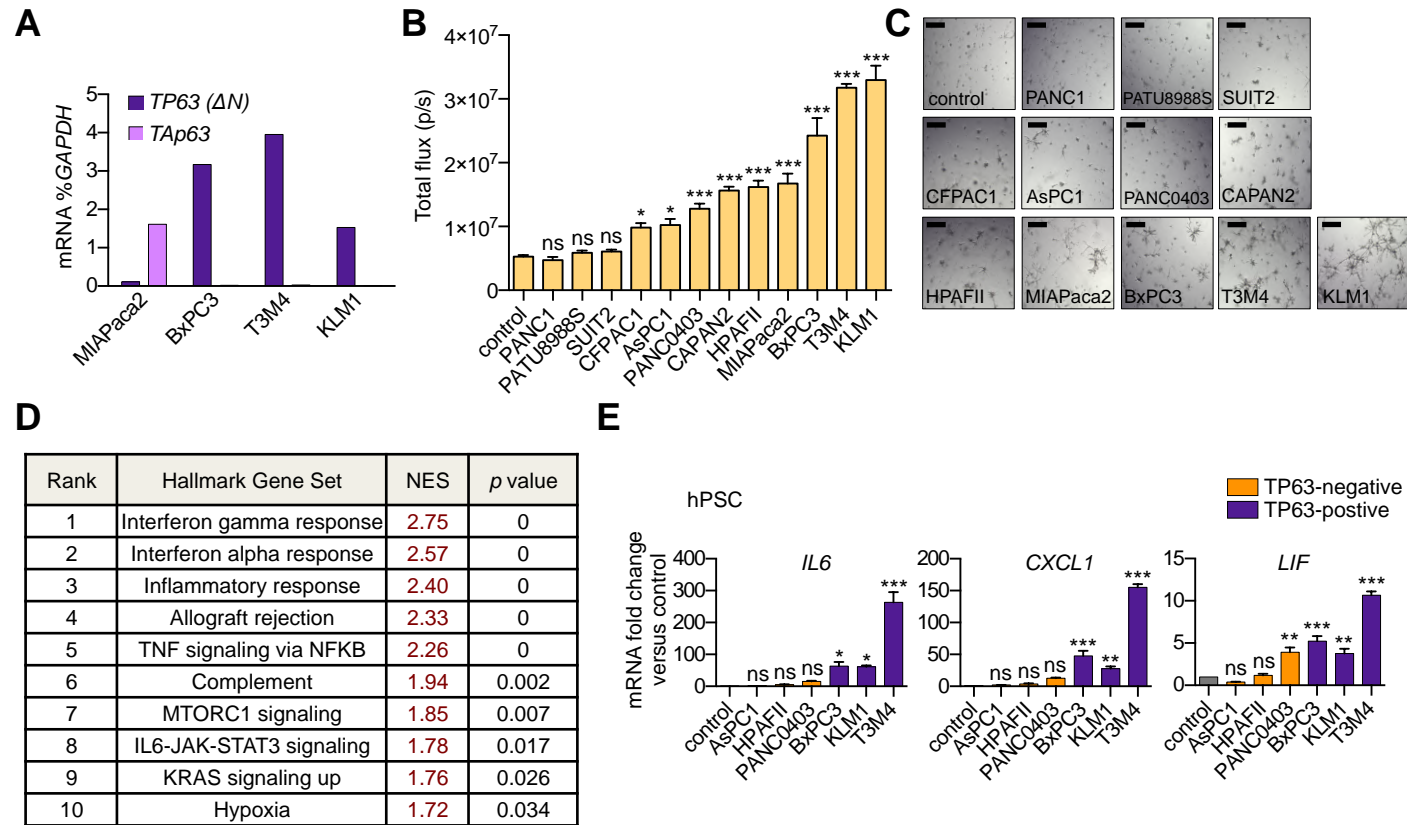 A
mRNA %GAPDH
5
4
3
2
1
0
TP63 (ΔN)
TAp63
MIAPaca2
BxPC3
T3M4
KLM1
B
Total flux (p/s)
4×10⁷
3×10⁷
2×10⁷
1×10⁷
0
ns
ns
ns
*
*
***
***
***
***
***
***
***
control
PANC1
PATU8988S
SUIT2
CFPAC1
AsPC1
PANC0403
CAPAN2
HPAFII
MIAPaca2
BxPC3
T3M4
KLM1
C
control
PANC1
PATU8988S
SUIT2
CFPAC1
AsPC1
PANC0403
CAPAN2
HPAFII
MIAPaca2
BxPC3
T3M4
KLM1
D
Rank Hallmark Gene Set NES p value
1 Interferon gamma response 2.75 0
2 Interferon alpha response 2.57 0
3 Inflammatory response 2.40 0
4 Allograft rejection 2.33 0
5 TNF signaling via NFKB 2.26 0
6 Complement 1.94 0.002
7 MTORC1 signaling 1.85 0.007
8 IL6-JAK-STAT3 signaling 1.78 0.017
9 KRAS signaling up 1.76 0.026
10 Hypoxia 1.72 0.034
E
hPSC
TP63-negative
TP63-postive
mRNA fold change
versus control
IL6
400
300
200
100
0
ns
ns
ns
*
*
***
control
AsPC1
HPAFII
PANC0403
BxPC3
KLM1
T3M4
CXCL1
200
150
100
50
0
ns
ns
ns
***
**
***
control
AsPC1
HPAFII
PANC0403
BxPC3
KLM1
T3M4
LIF
15
10
5
0
ns
ns
**
***
**
***
control
AsPC1
HPAFII
PANC0403
BxPC3
KLM1
T3M4